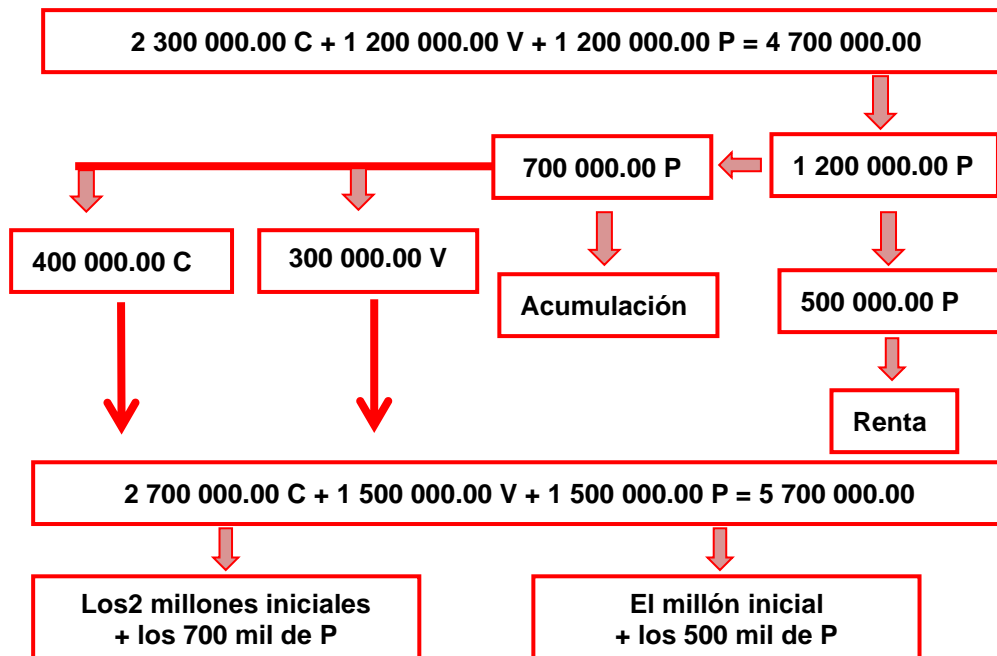 2 300 000.00 C + 1 200 000.00 V + 1 200 000.00 P = 4 700 000.00
700 000.00 P
1 200 000.00 P
400 000.00 C
300 000.00 V
Acumulación
500 000.00 P
Renta
2 700 000.00 C + 1 500 000.00 V + 1 500 000.00 P = 5 700 000.00
Los2 millones iniciales
+ los 700 mil de P
El millón inicial
+ los 500 mil de P